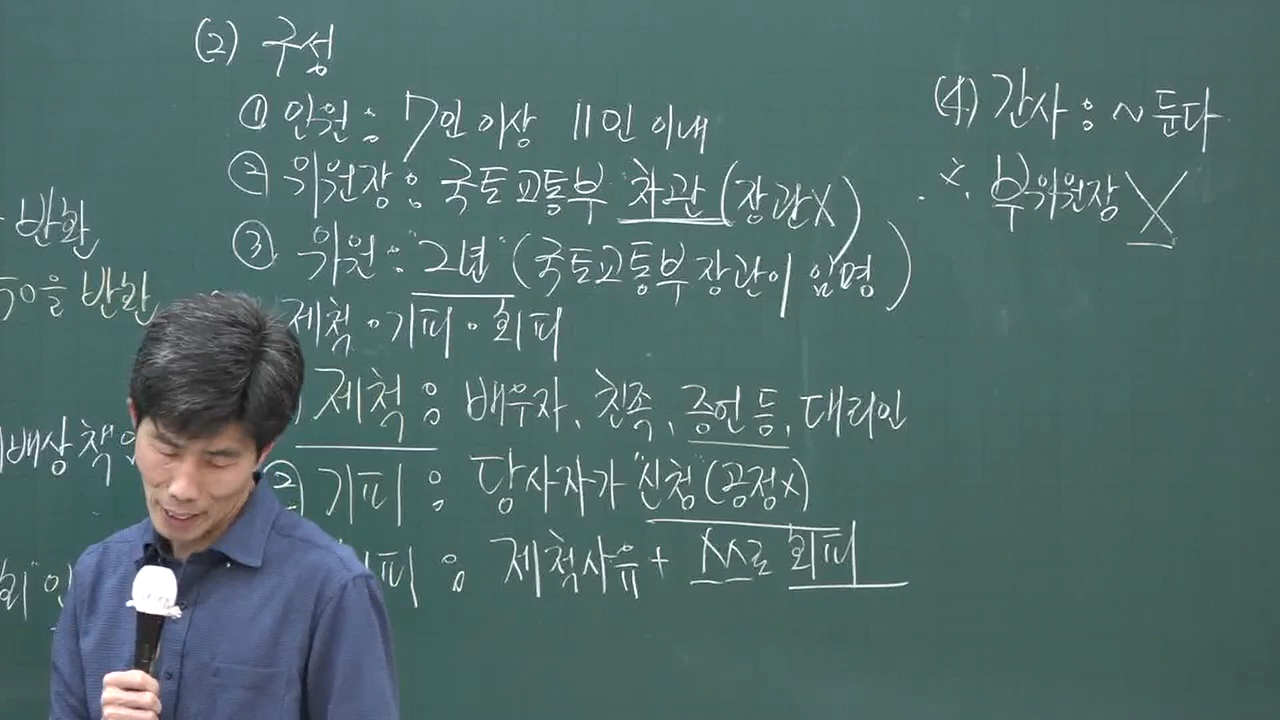 (2) 구성
① 인원 : 7인 이상 11인 이내
② 위원장 : 국토교통부 차관 (장관X)
③ 위원 : "2년" (국토교통부장관이 임명)
제척·기피·회피
제척 : 배우자, 친족, 증언 등, 대리인
② 기피 : 당사자가 "신청" (공정X)
피 : 제척사유 + 스스로 회피
(4) 간사 : ~ 둔다
※ 부위원장 X
반환
을 반환
배상책